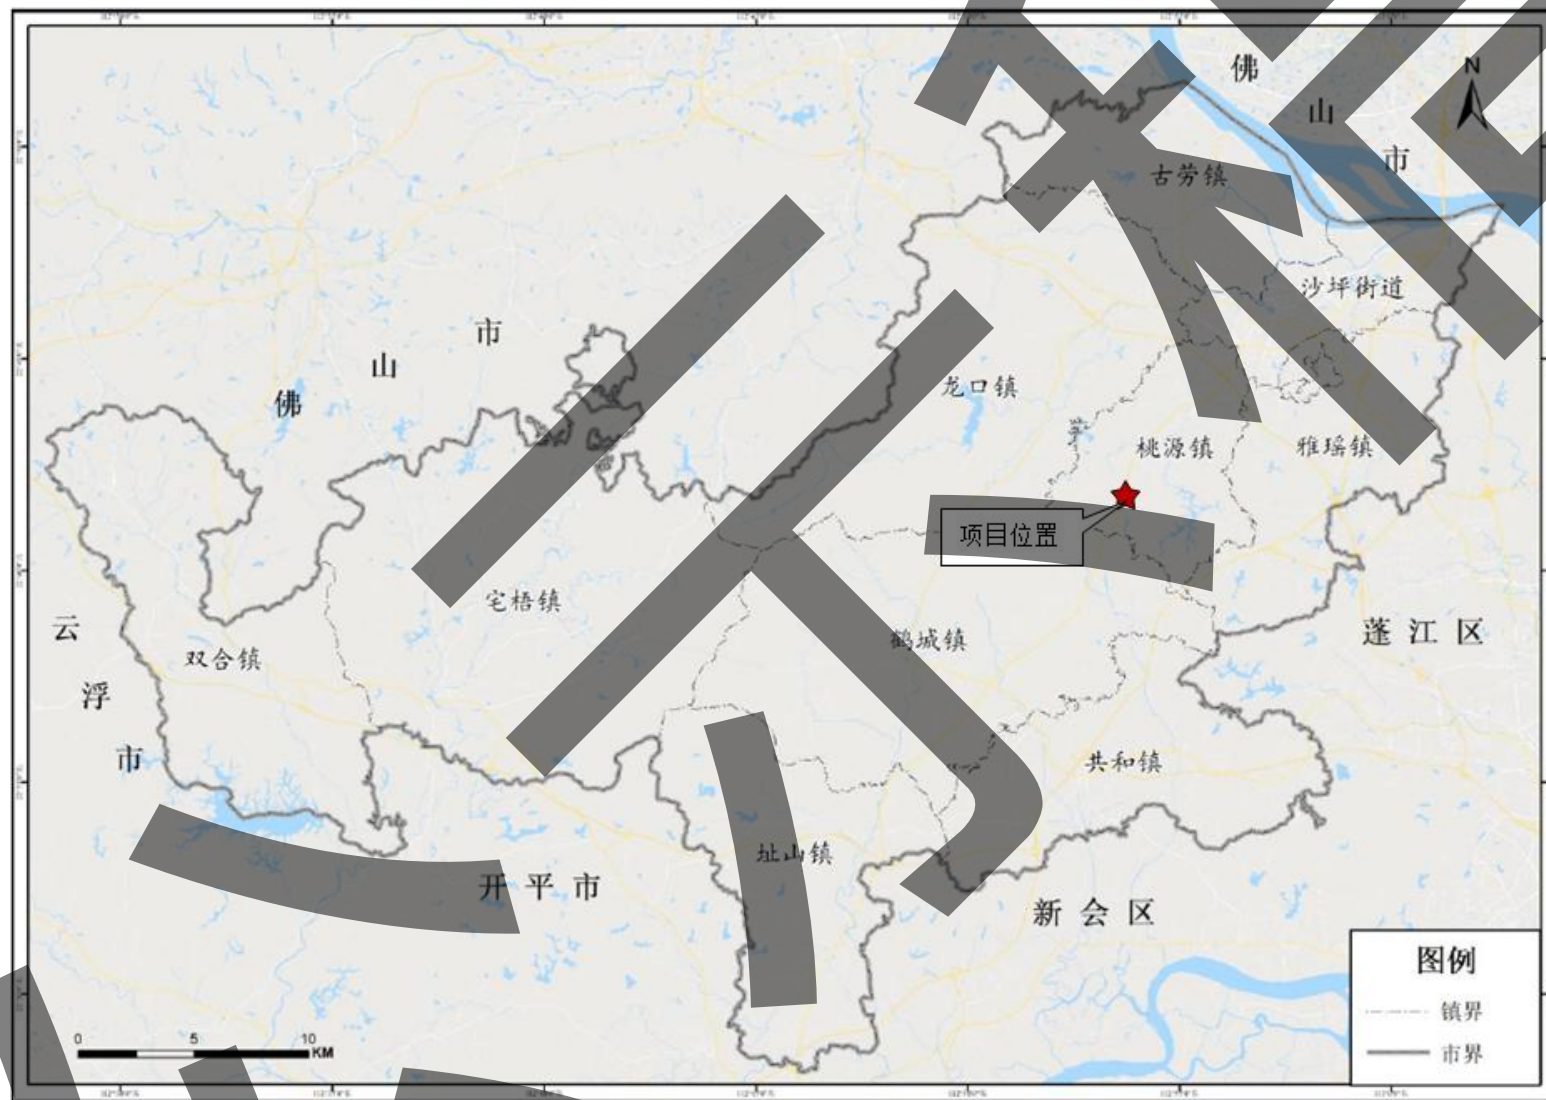 佛山市
N
古劳镇
沙坪街道
佛山市
龙口镇
桃源镇
雅瑶镇
项目位置
宅梧镇
鹤城镇
蓬江区
云浮市
双合镇
共和镇
址山镇
开平市
新会区
图例
镇界
市界
0 5 10
KM